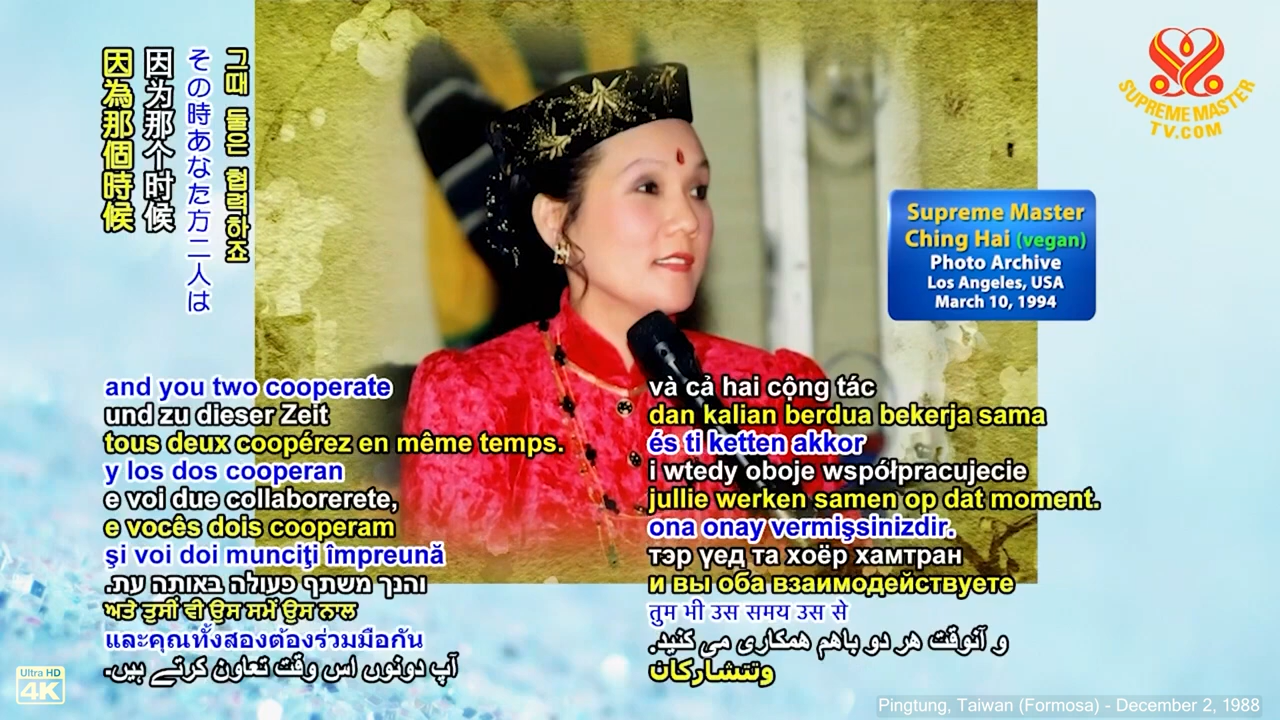 因為那個時候
因为那个时候
その時あなた方二人は
그때 둘은 협력하죠
SUPREME MASTER
TV.COM
Supreme Master
Ching Hai (vegan)
Photo Archive
Los Angeles, USA
March 10, 1994
and you two cooperate
und zu dieser Zeit
tous deux coopérez en même temps.
y los dos cooperan
e voi due collaborerete,
e vocês dois cooperam
şi voi doi munciţi împreună
והנך משתף פעולה באותה עת.
ਅਤੇ ਤੁਸੀਂ ਵੀ ਉਸ ਸਮੇਂ ਉਸ ਨਾਲ
และคุณทั้งสองต้องร่วมมือกัน
آپ دونوں اس وقت تعاون کرتے ہیں.
và cả hai cộng tác
dan kalian berdua bekerja sama
és ti ketten akkor
i wtedy oboje współpracujecie
jullie werken samen op dat moment.
ona onay vermişsinizdir.
тэр үед та хоёр хамтран
и вы оба взаимодействуете
तुम भी उस समय उस से
و آنوقت هر دو باهم همکاری می کنید.
وتتشاركان
Ultra HD
4K
Pingtung, Taiwan (Formosa) - December 2, 1988